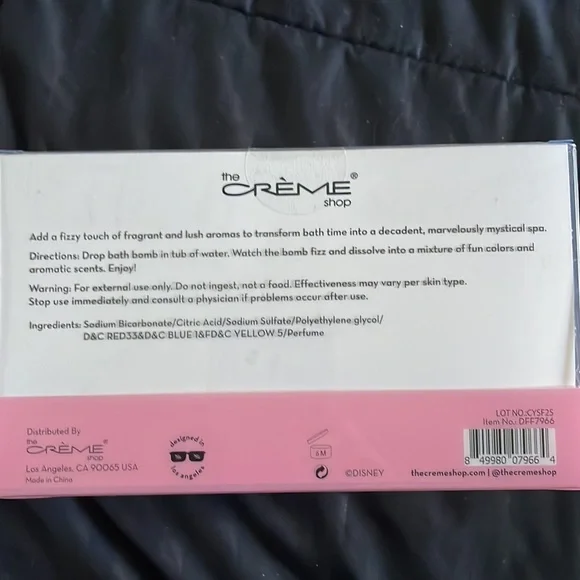 the
CRÈME®
shop
Add a fizzy touch of fragrant and lush aromas to transform bath time into a decadent, marvelously mystical spa.
Directions: Drop bath bomb in tub of water. Watch the bomb fizz and dissolve into a mixture of fun colors and
aromatic scents. Enjoy!
Warning: For external use only. Do not ingest, not a food. Effectiveness may vary per skin type.
Stop use immediately and consult a physician if problems occur after use.
Ingredients: Sodium Bicarbonate/Citric Acid/Sodium Sulfate/Polyethylene glycol/
D&C RED33&D&C BLUE 1&FD&C YELLOW 5/Perfume
Distributed By
the
CRÈME®
shop
Los Angeles, CA 90065 USA
Made in China
designed in
los angeles
6M
©DISNEY
LOT NO.:CYSF25
Item No.: DFF7966
8 49980 07966 4
thecremeshop.com | @thecremeshop